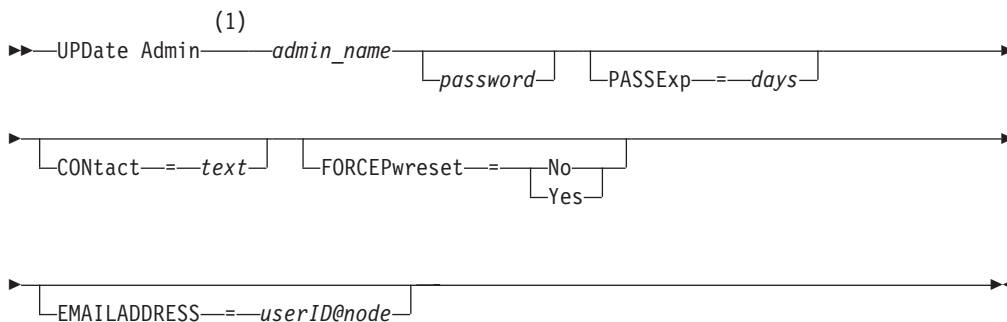 (1)
UPDate Admin admin_name
password PASSExp = days
CONtact = text FORCEPwreset = No
Yes
EMAILADDRESS = userID@node